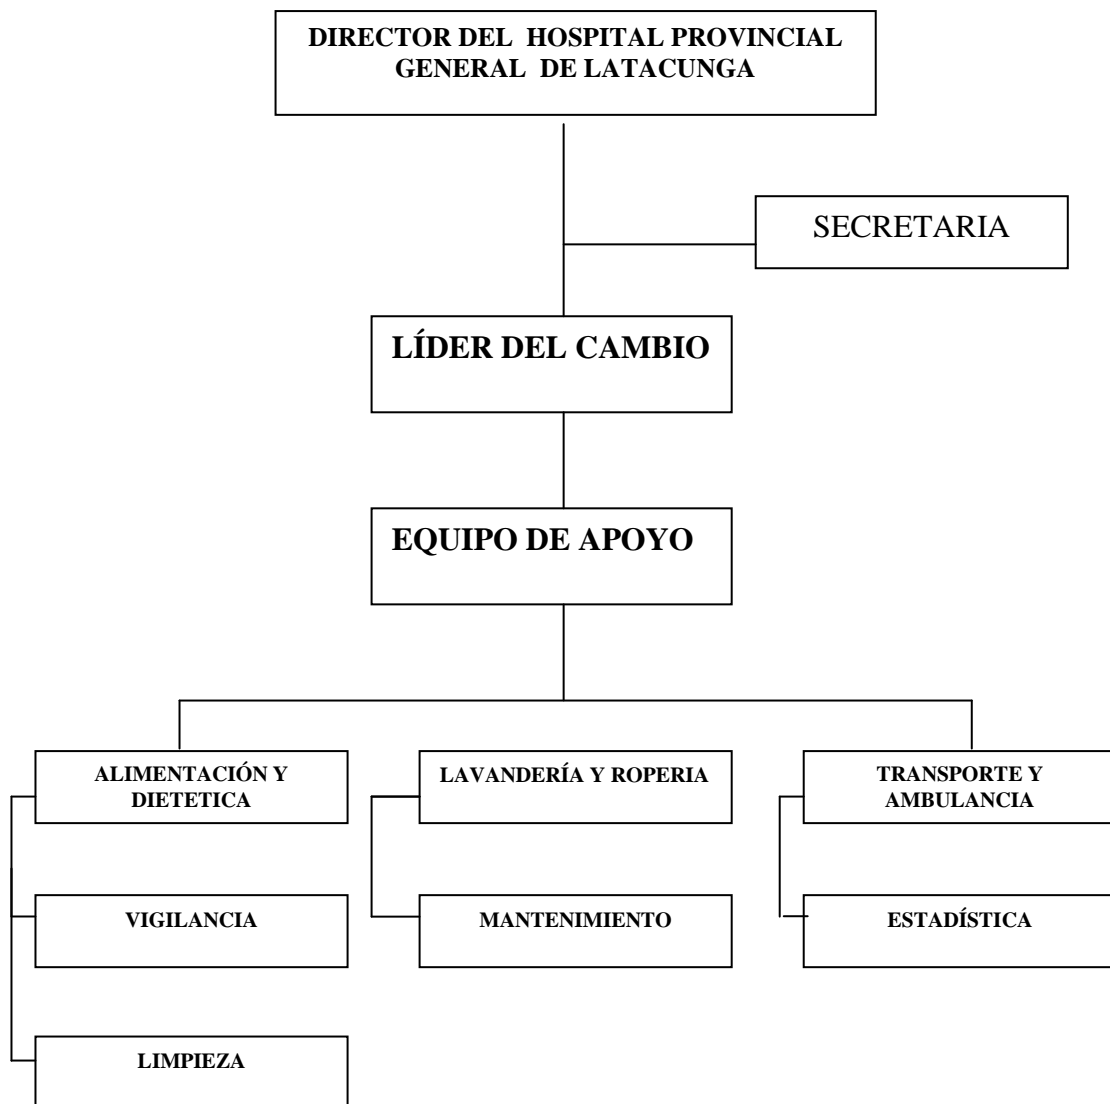 DIRECTOR DEL HOSPITAL PROVINCIAL
GENERAL DE LATACUNGA
SECRETARIA
LÍDER DEL CAMBIO
EQUIPO DE APOYO
ALIMENTACIÓN Y
DIETETICA
LAVANDERÍA Y ROPERIA
TRANSPORTE Y
AMBULANCIA
VIGILANCIA
MANTENIMIENTO
ESTADÍSTICA
LIMPIEZA